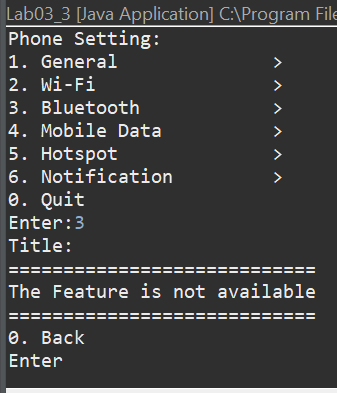 Lab03_3 [Java Application] C:\Program File
Phone Setting:
1. General >
2. Wi-Fi >
3. Bluetooth >
4. Mobile Data >
5. Hotspot >
6. Notification >
0. Quit
Enter:3
Title:
============================
The Feature is not available
============================
0. Back
Enter